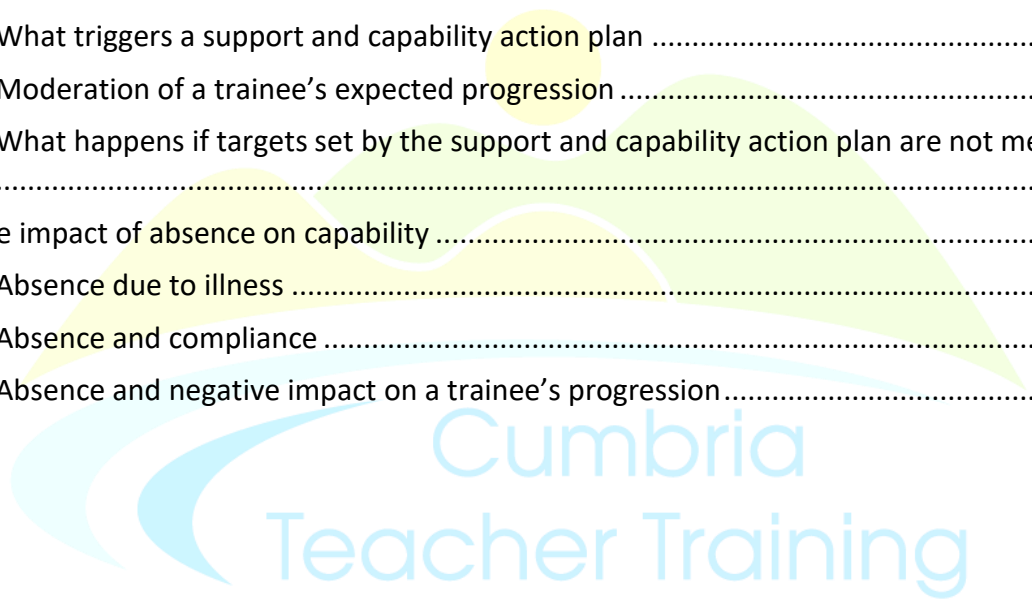 What triggers a support and capability action plan ..........................................
Moderation of a trainee's expected progression ..............................................
What happens if targets set by the support and capability action plan are not me
................................................................................................................
e impact of absence on capability ................................................................
Absence due to illness ..................................................................................
Absence and compliance ..............................................................................
Absence and negative impact on a trainee's progression ...................................
Cumbria
Teacher Training